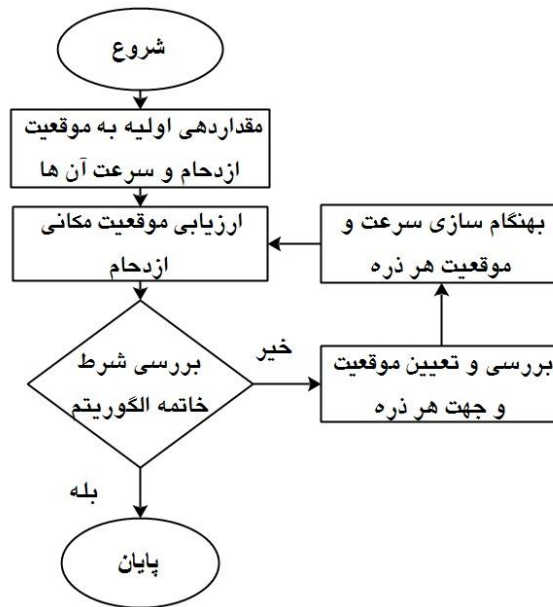 شروع
مقداردهی اولیه به موقعیت
ازدحام و سرعت آن ها
ارزیابی موقعیت مکانی
ازدحام
بهنگام سازی سرعت و
موقعیت هر ذره
بررسی شرط
خاتمه الگوریتم
خیر
بررسی و تعیین موقعیت
و جهت هر ذره
بله
پایان